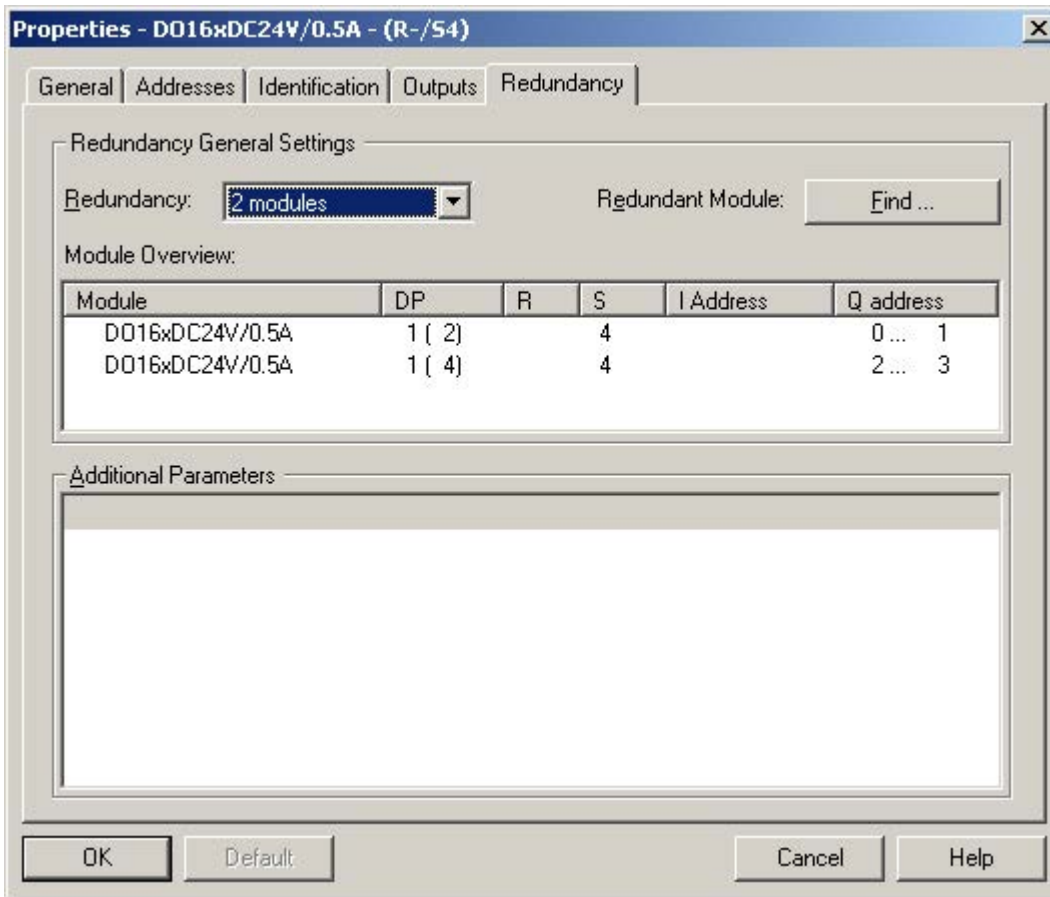 Properties - DO16xDC24V/0.5A - (R-/S4)
General Addresses Identification Outputs Redundancy
Redundancy General Settings
Redundancy: 2 modules Redundant Module: Find ...
Module Overview:
Module DP R S I Address Q address
DO16xDC24V/0.5A 1 ( 2) 4 0 ... 1
DO16xDC24V/0.5A 1 ( 4) 4 2 ... 3
Additional Parameters
OK Default Cancel Help